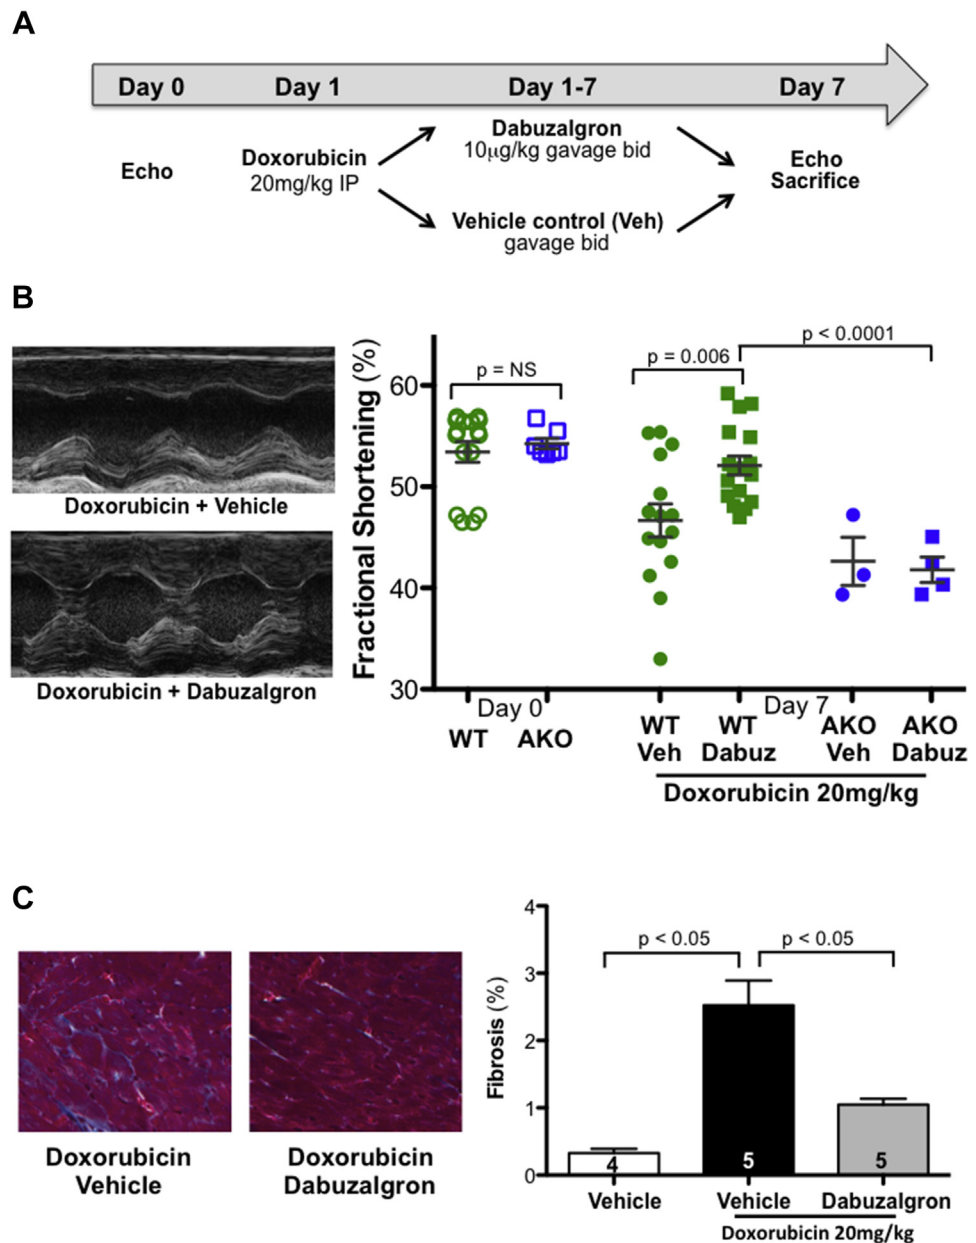 A
Day 0 Day 1 Day 1-7 Day 7
Echo
Doxorubicin
20mg/kg IP
Dabuzalgron
10μg/kg gavage bid
Vehicle control (Veh)
gavage bid
Echo
Sacrifice
B
Doxorubicin + Vehicle
Doxorubicin + Dabuzalgron
Fractional Shortening (%)
60
50
40
30
p = NS
p = 0.006
p < 0.0001
Day 0
WT AKO
Day 7
WT
Veh
WT
Dabuz
AKO
Veh
AKO
Dabuz
Doxorubicin 20mg/kg
C
Doxorubicin
Vehicle
Doxorubicin
Dabuzalgron
Fibrosis (%)
4
3
2
1
0
p < 0.05
p < 0.05
4
5
5
Vehicle
Vehicle
Dabuzalgron
Doxorubicin 20mg/kg